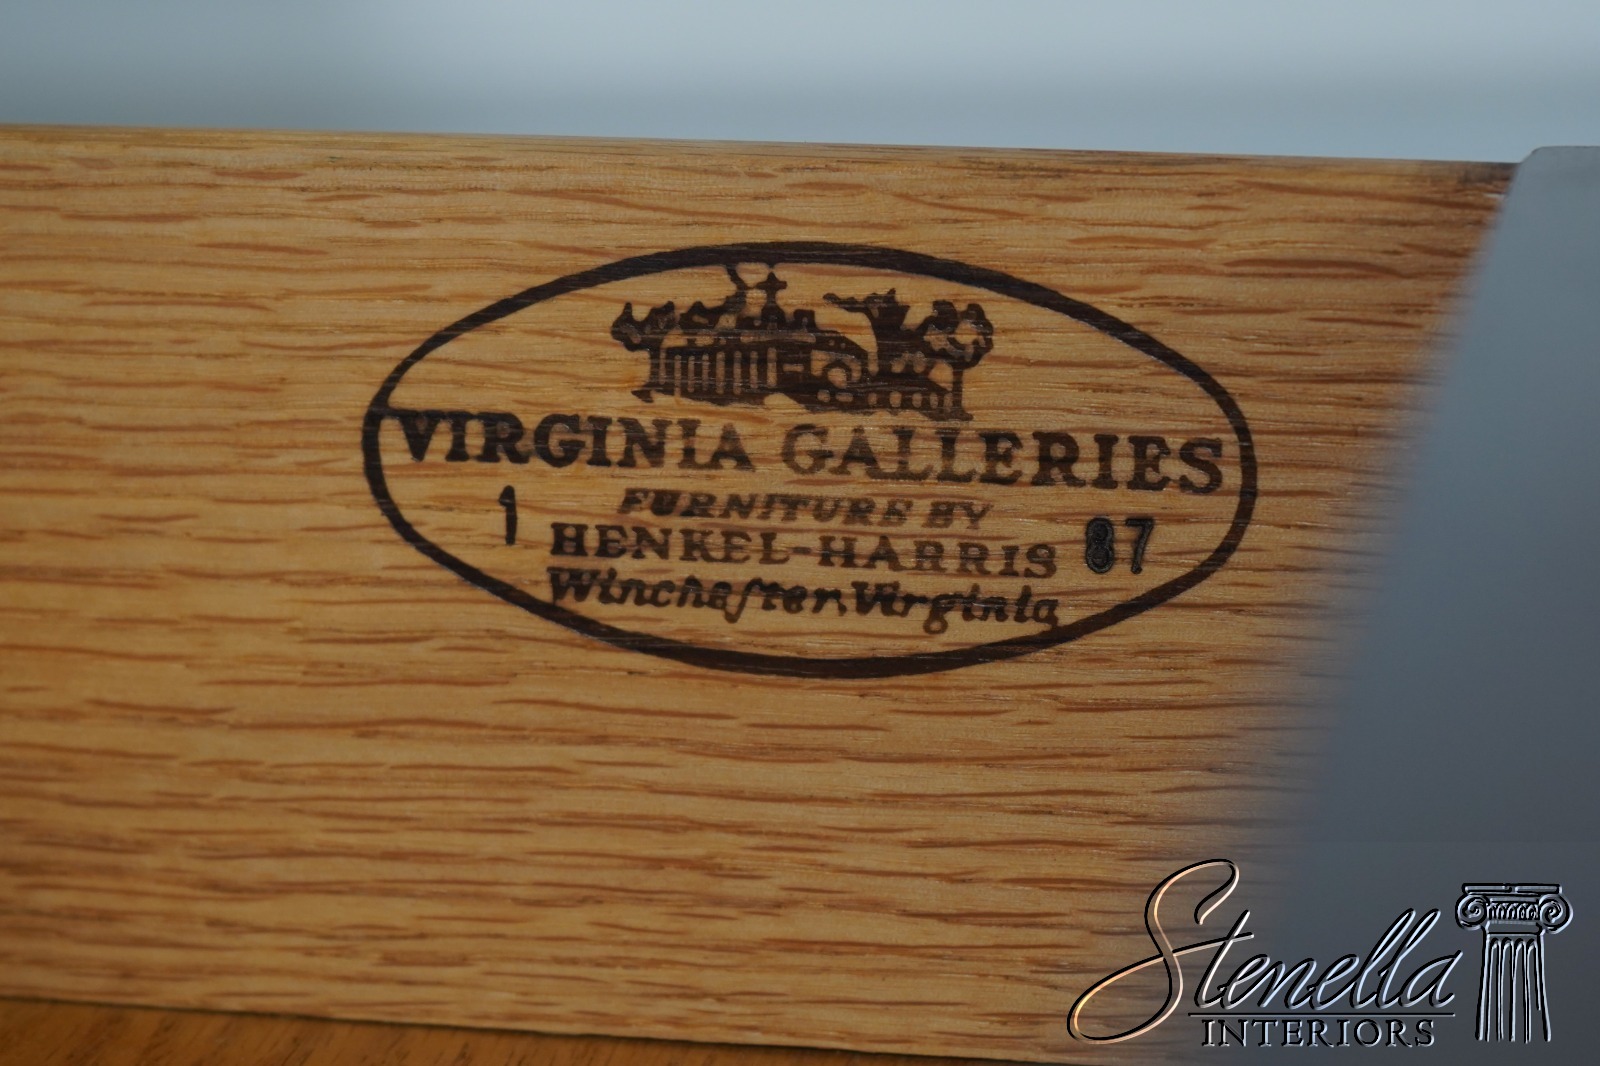 VIRGINIA GALLERIES
FURNITURE BY
1 HENKEL-HARRIS 87
Winchester, Virginia
Stenella
INTERIORS